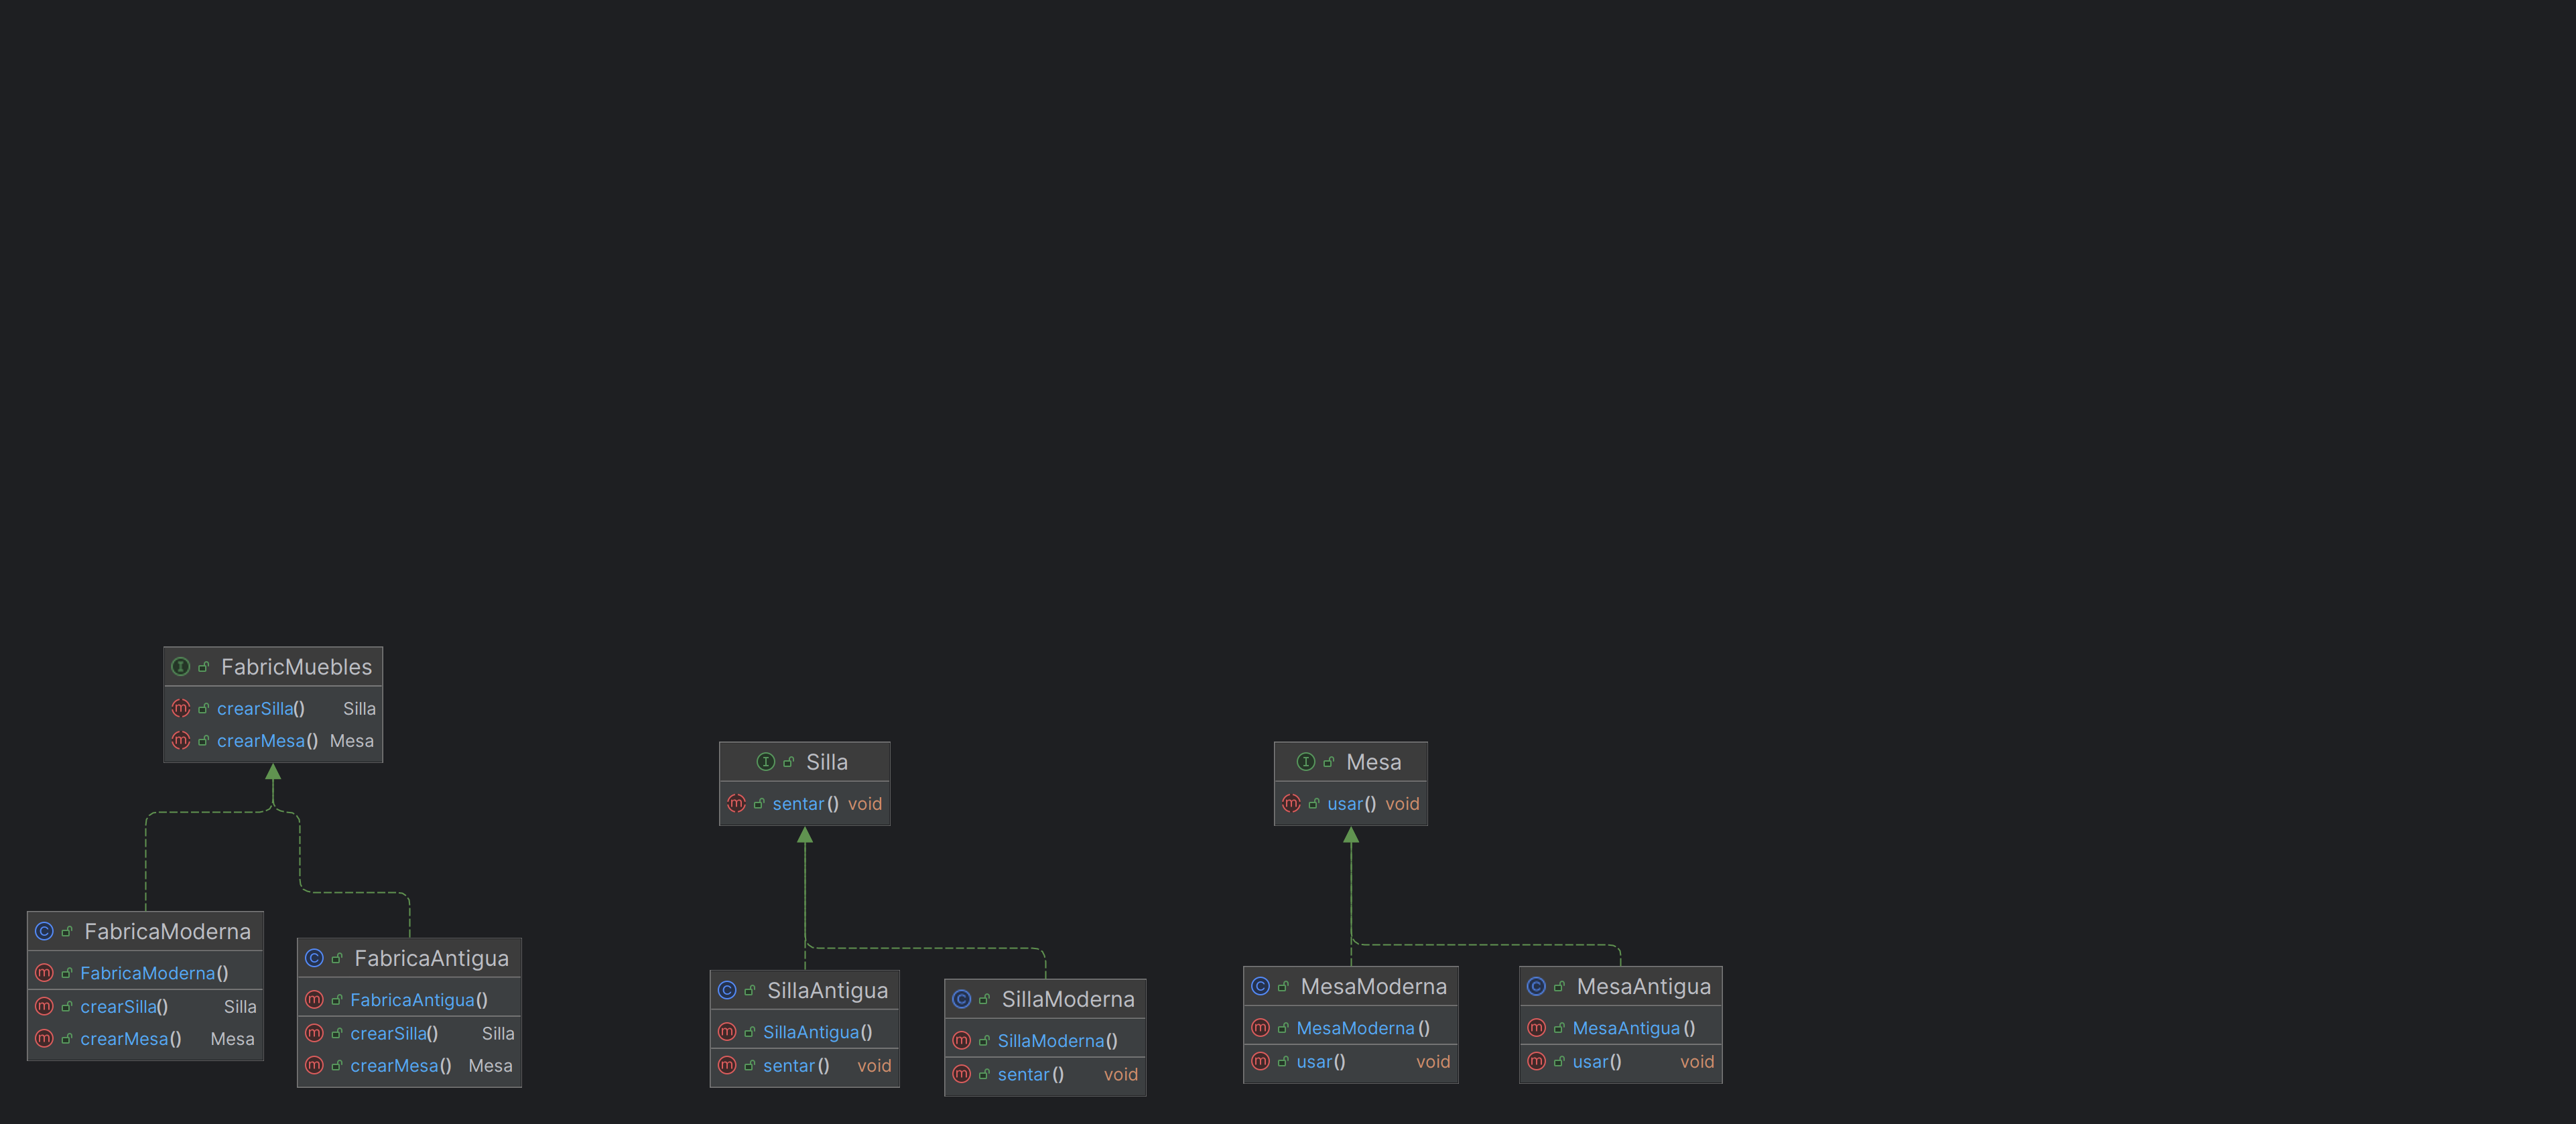 FabricMuebles
crearSilla() Silla
crearMesa() Mesa
Silla
sentar() void
Mesa
usar() void
FabricaModerna
FabricaModerna()
crearSilla() Silla
crearMesa() Mesa
FabricaAntigua
FabricaAntigua()
crearSilla() Silla
crearMesa() Mesa
SillaAntigua
SillaAntigua()
sentar() void
SillaModerna
SillaModerna()
sentar() void
MesaModerna
MesaModerna()
usar() void
MesaAntigua
MesaAntigua()
usar() void